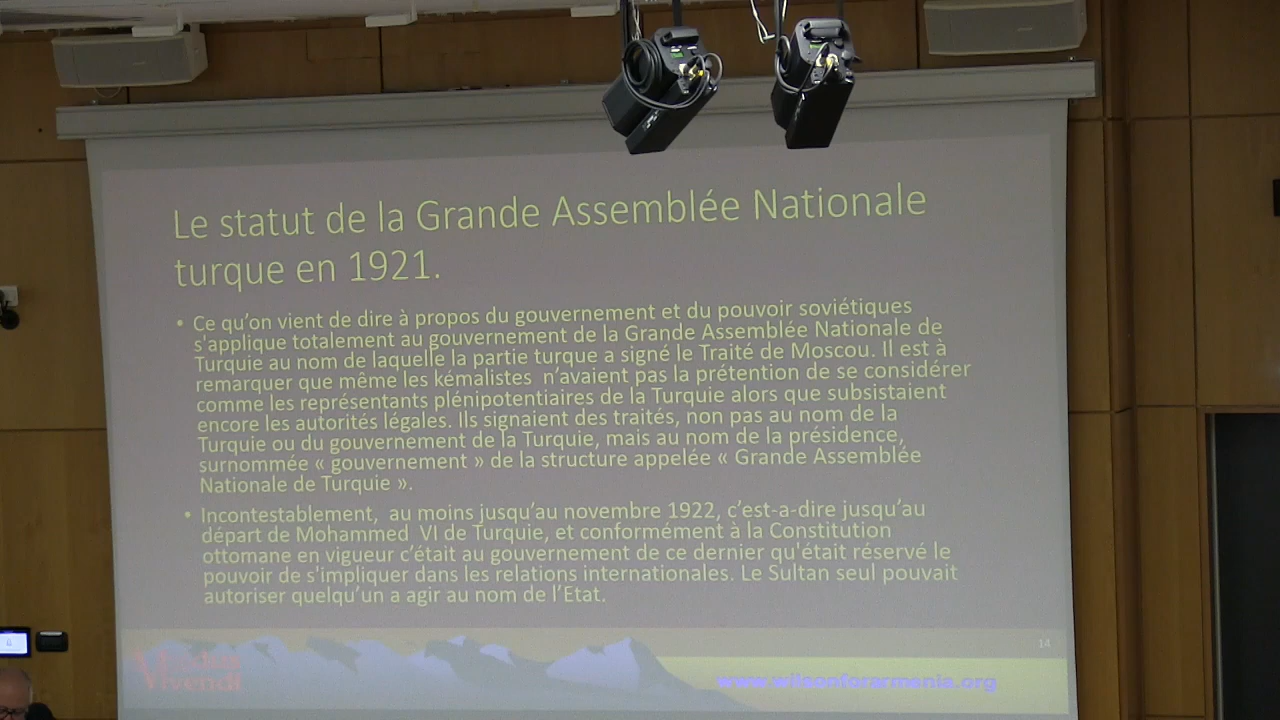 Le statut de la Grande Assemblée Nationale
turque en 1921.
• Ce qu'on vient de dire à propos du gouvernement et du pouvoir soviétiques
s'applique totalement au gouvernement de la Grande Assemblée Nationale de
Turquie au nom de laquelle la partie turque a signé le Traité de Moscou. Il est à
remarquer que même les kémalistes n'avaient pas la prétention de se considérer
comme les représentants plénipotentiaires de la Turquie alors que subsistaient
encore les autorités légales. Ils signaient des traités, non pas au nom de la
Turquie ou du gouvernement de la Turquie, mais au nom de la présidence,
surnommée « gouvernement » de la structure appelée « Grande Assemblée
Nationale de Turquie ».
• Incontestablement, au moins jusqu'au novembre 1922, c'est-a-dire jusqu'au
départ de Mohammed VI de Turquie, et conformément à la Constitution
ottomane en vigueur c'était au gouvernement de ce dernier qu'était réservé le
pouvoir de s'impliquer dans les relations internationales. Le Sultan seul pouvait
autoriser quelqu'un a agir au nom de l'Etat.
14
Modus
Vivendi
www.wilsonforarmenia.org